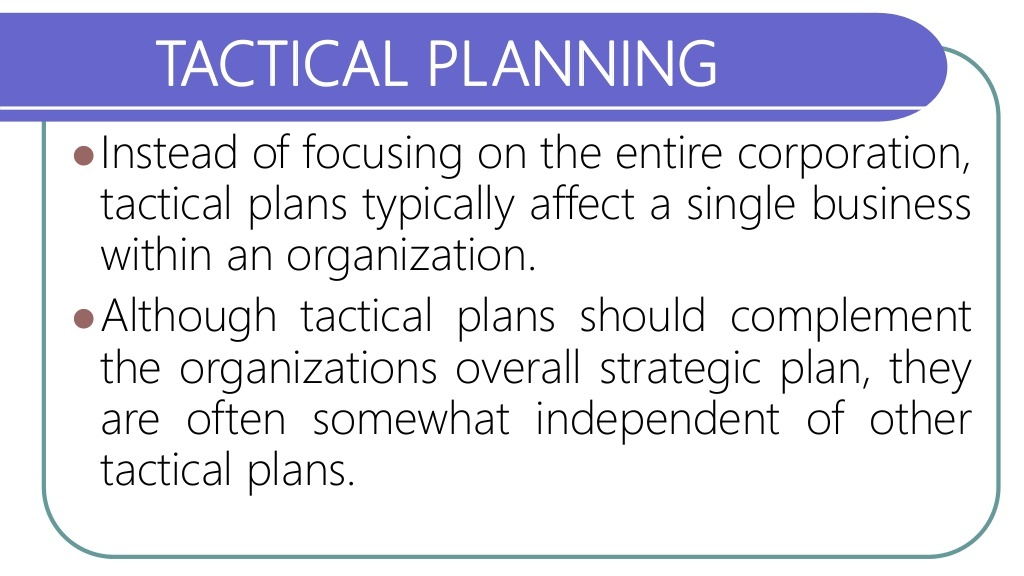 TACTICAL PLANNING
●Instead of focusing on the entire corporation,
tactical plans typically affect a single business
within an organization.
●Although tactical plans should complement
the organizations overall strategic plan, they
are often somewhat independent of other
tactical plans.